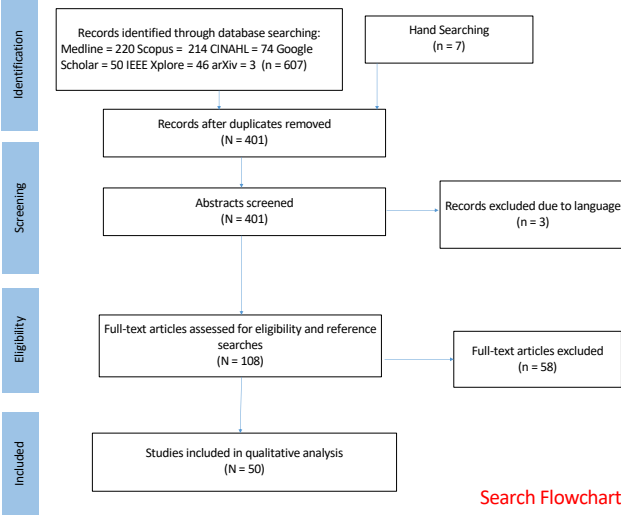 Identification
Records identified through database searching:
Medline = 220 Scopus = 214 CINAHL = 74 Google
Scholar = 50 IEEE Xplore = 46 arXiv = 3 (n = 607)
Hand Searching
(n = 7)
Records after duplicates removed
(N = 401)
Screening
Abstracts screened
(N = 401)
Records excluded due to language
(n = 3)
Eligibility
Full-text articles assessed for eligibility and reference
searches
(N = 108)
Full-text articles excluded
(n = 58)
Included
Studies included in qualitative analysis
(N = 50)
Search Flowchart